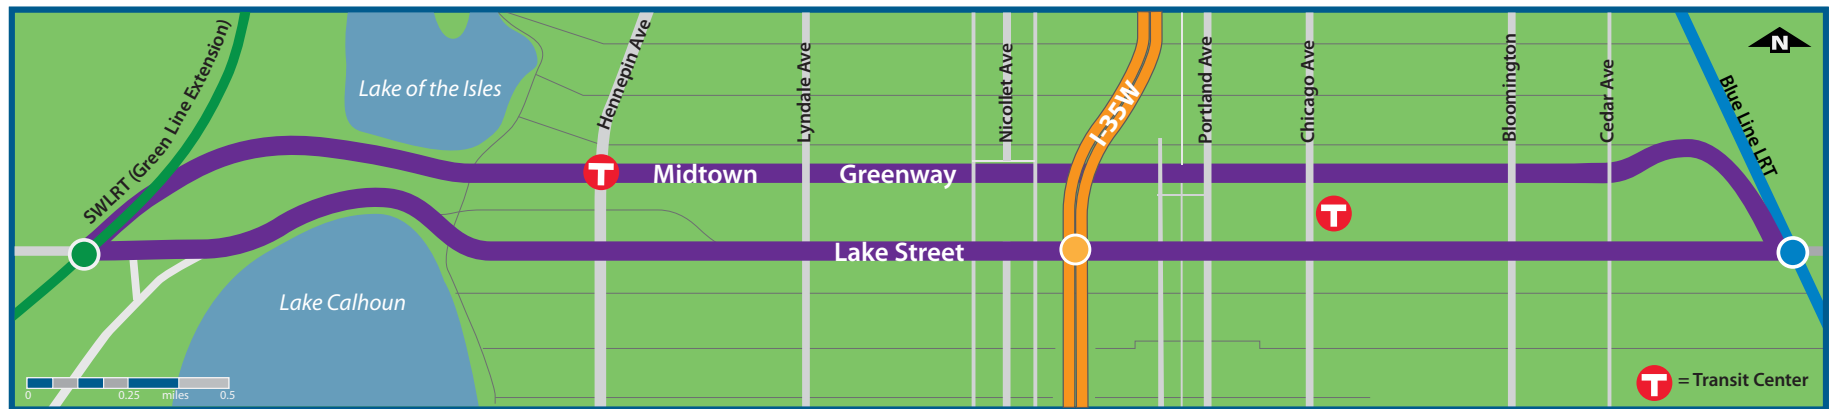 SWLRT (Green Line Extension)
Lake of the Isles
Hennepin Ave
Lyndale Ave
Nicollet Ave
I-35W
Portland Ave
Chicago Ave
Bloomington
Cedar Ave
Blue Line LRT
N
T
Midtown Greenway
T
Lake Street
Lake Calhoun
0 0.25 miles 0.5
T = Transit Center